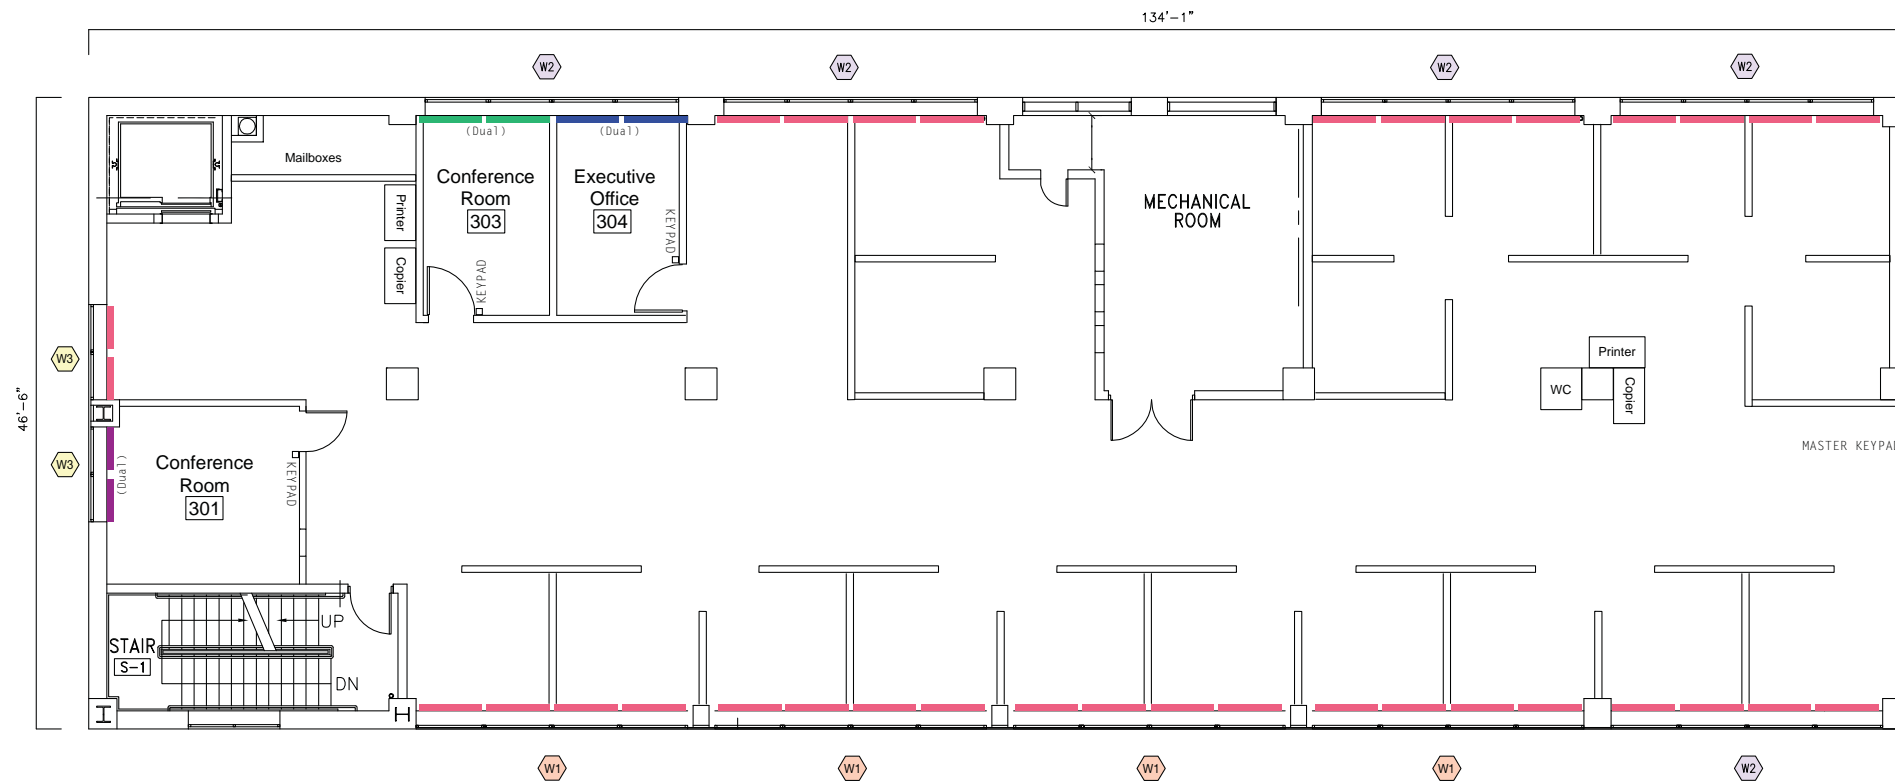 134'-1"
W2
W2
W2
W2
(Dual)
(Dual)
Mailboxes
Conference
Room
303
Executive
Office
304
Printer
Copier
KEYPAD
KEYPAD
MECHANICAL
ROOM
W3
46'-6"
W3
(Dual)
Conference
Room
301
KEYPAD
Printer
WC
Copier
MASTER KEYPAD
UP
STAIR
S-1
DN
W1
W1
W1
W1
W2